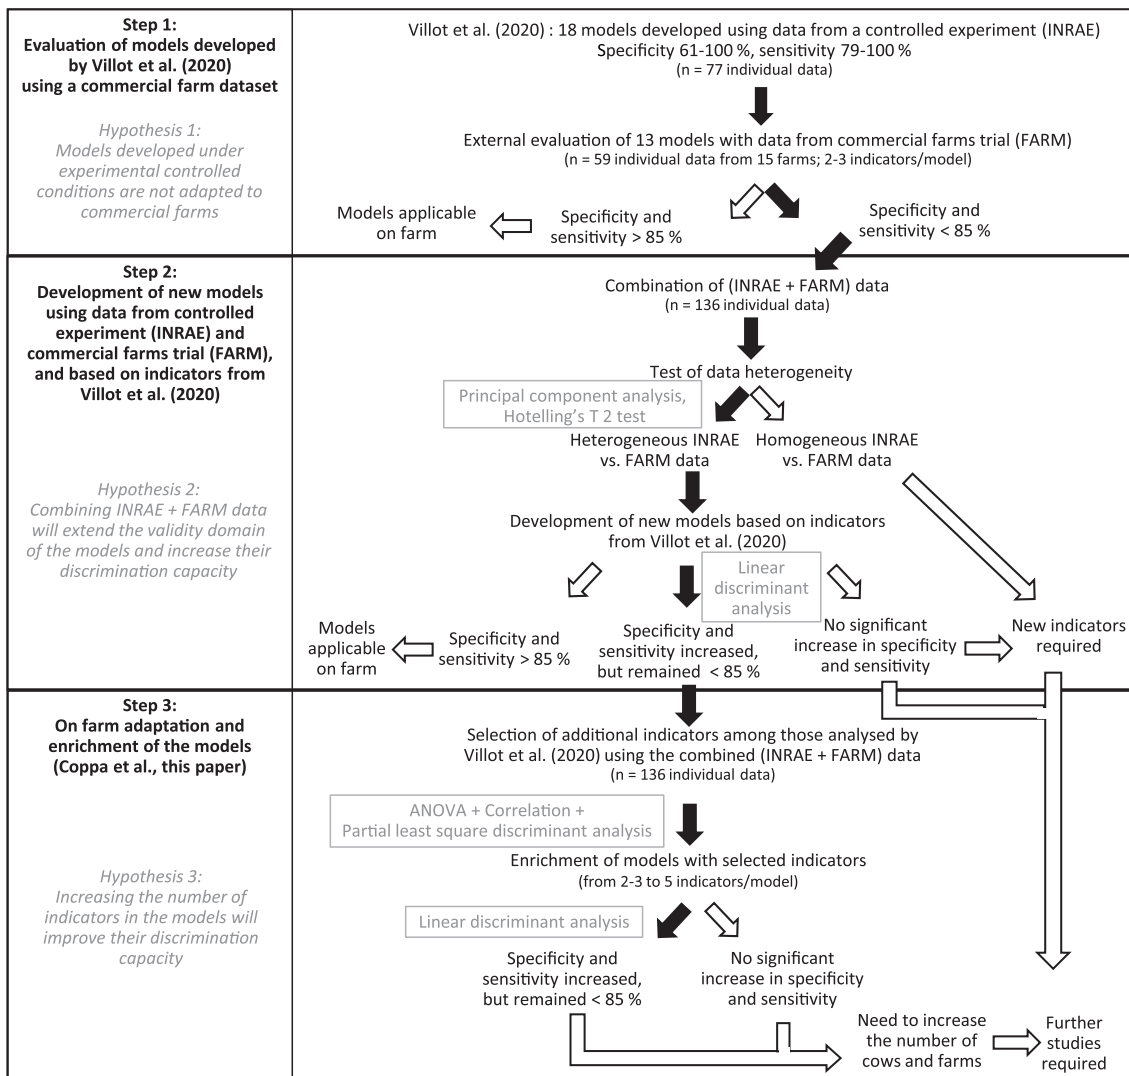 Step 1:
Evaluation of models developed
by Villot et al. (2020)
using a commercial farm dataset
Hypothesis 1:
Models developed under
experimental controlled
conditions are not adapted to
commercial farms
Villot et al. (2020) : 18 models developed using data from a controlled experiment (INRAE)
Specificity 61-100 %, sensitivity 79-100 %
(n = 77 individual data)
External evaluation of 13 models with data from commercial farms trial (FARM)
(n = 59 individual data from 15 farms; 2-3 indicators/model)
Models applicable
on farm
Specificity and
sensitivity > 85 %
Specificity and
sensitivity < 85 %
Step 2:
Development of new models
using data from controlled
experiment (INRAE) and
commercial farms trial (FARM),
and based on indicators from
Villot et al. (2020)
Hypothesis 2:
Combining INRAE + FARM data
will extend the validity domain
of the models and increase their
discrimination capacity
Combination of (INRAE + FARM) data
(n = 136 individual data)
Test of data heterogeneity
Principal component analysis,
Hotelling's T 2 test
Heterogeneous INRAE
vs. FARM data
Homogeneous INRAE
vs. FARM data
Development of new models based on indicators
from Villot et al. (2020)
Linear
discriminant
analysis
Models
applicable
on farm
Specificity and
sensitivity > 85 %
Specificity and
sensitivity increased,
but remained < 85 %
No significant
increase in specificity
and sensitivity
New indicators
required
Step 3:
On farm adaptation and
enrichment of the models
(Coppa et al., this paper)
Hypothesis 3:
Increasing the number of
indicators in the models will
improve their discrimination
capacity
Selection of additional indicators among those analysed by
Villot et al. (2020) using the combined (INRAE + FARM) data
(n = 136 individual data)
ANOVA + Correlation +
Partial least square discriminant analysis
Enrichment of models with selected indicators
(from 2-3 to 5 indicators/model)
Linear discriminant analysis
Specificity and
sensitivity increased,
but remained < 85 %
No significant
increase in specificity
and sensitivity
Need to increase
the number of
cows and farms
Further
studies
required